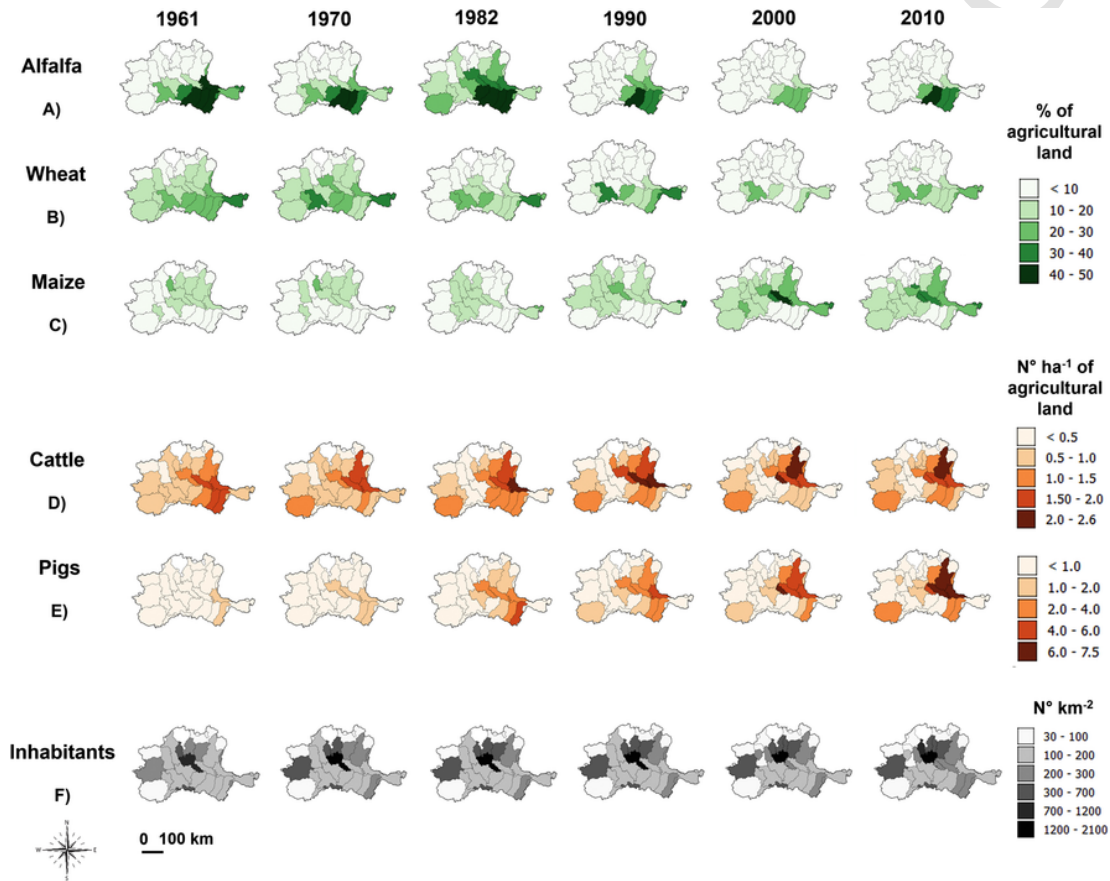 1961 1970 1982 1990 2000 2010
Alfalfa
A)
% of
agricultural
land
< 10
10 - 20
20 - 30
30 - 40
40 - 50
Wheat
B)
Maize
C)
N° ha-1 of
agricultural
land
Cattle
D)
< 0.5
0.5 - 1.0
1.0 - 1.5
1.50 - 2.0
2.0 - 2.6
Pigs
E)
< 1.0
1.0 - 2.0
2.0 - 4.0
4.0 - 6.0
6.0 - 7.5
Inhabitants
F)
N° km-2
30 - 100
100 - 200
200 - 300
300 - 700
700 - 1200
1200 - 2100
N
W E
S
0 100 km